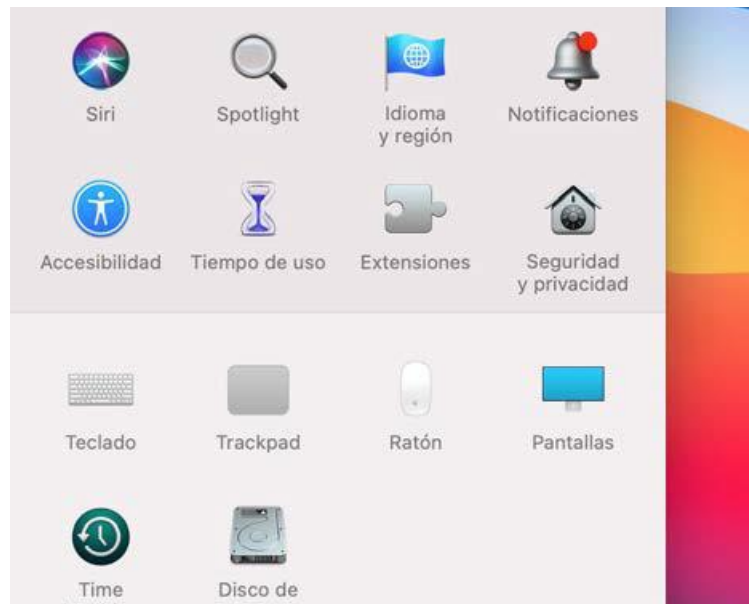 Siri Spotlight Idioma y región Notificaciones
Accesibilidad Tiempo de uso Extensiones Seguridad y privacidad
Teclado Trackpad Ratón Pantallas
Time Disco de